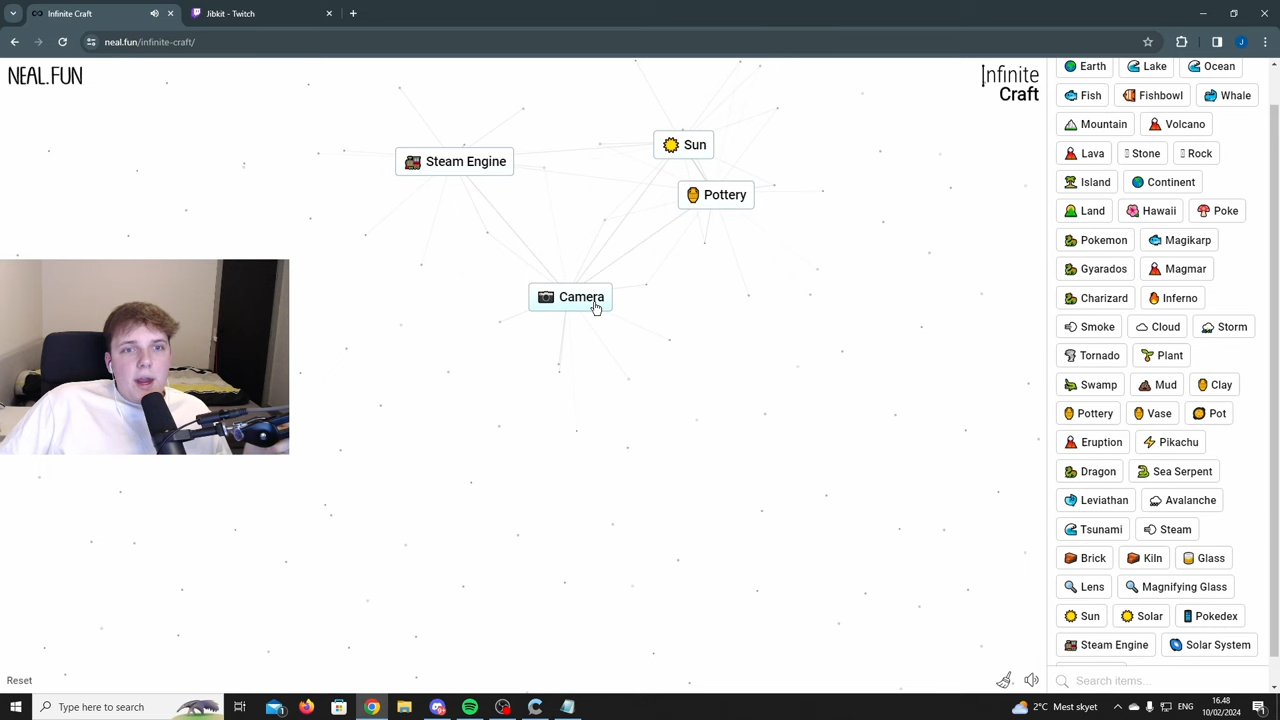 Infinite Craft
Jibkit - Twitch
neal.fun/infinite-craft/
NEAL.FUN
Infinite
Craft
Steam Engine
Sun
Pottery
Camera
Earth Lake Ocean
Fish Fishbowl Whale
Mountain Volcano
Lava Stone Rock
Island Continent
Land Hawaii Poke
Pokemon Magikarp
Gyarados Magmar
Charizard Inferno
Smoke Cloud Storm
Tornado Plant
Swamp Mud Clay
Pottery Vase Pot
Eruption Pikachu
Dragon Sea Serpent
Leviathan Avalanche
Tsunami Steam
Brick Kiln Glass
Lens Magnifying Glass
Sun Solar Pokedex
Steam Engine Solar System
Reset
Search items...
Type here to search
2°C Mest skyet
ENG
16.48
10/02/2024